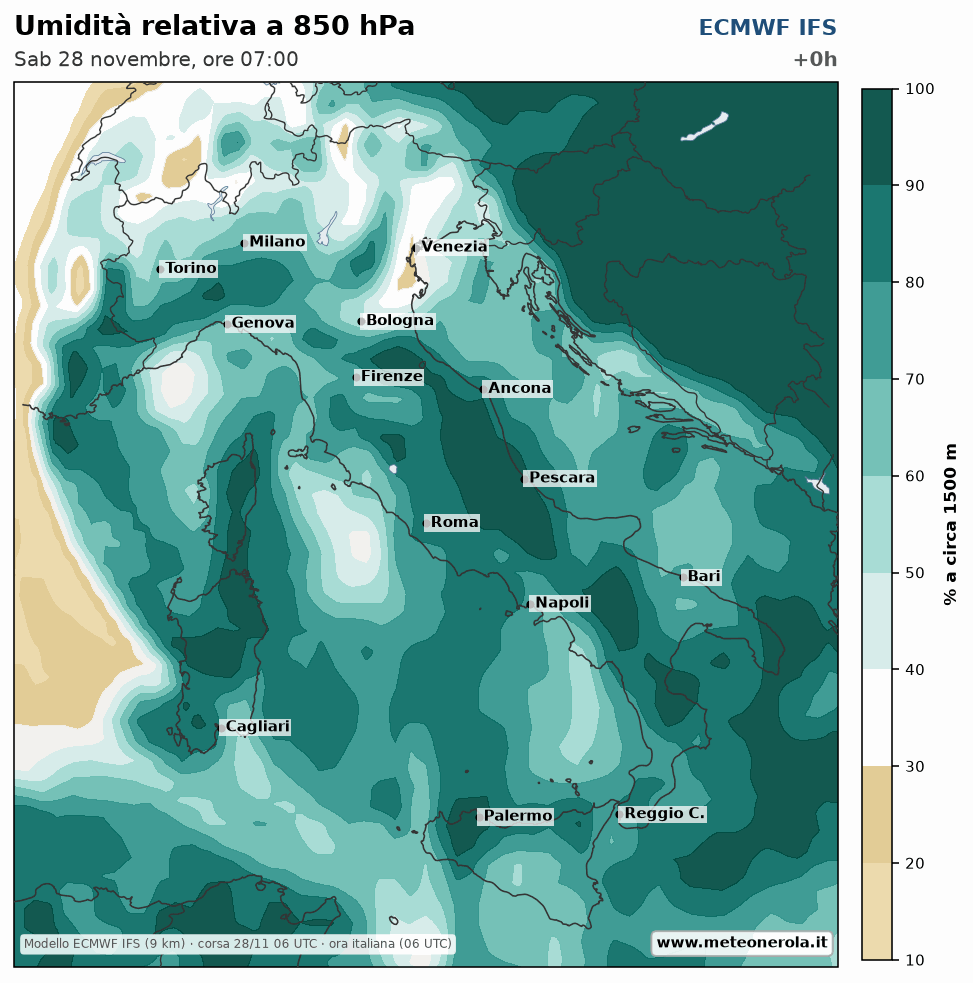 Umidità relativa a 850 hPa
ECMWF IFS
Sab 28 novembre, ore 07:00
+0h
100
90
80
70
60
50
40
30
20
10
% a circa 1500 m
Milano
Venezia
Torino
Genova
Bologna
Firenze
Ancona
Pescara
Roma
Bari
Napoli
Cagliari
Palermo
Reggio C.
Modello ECMWF IFS (9 km) · corsa 28/11 06 UTC · ora italiana (06 UTC)
www.meteonerola.it